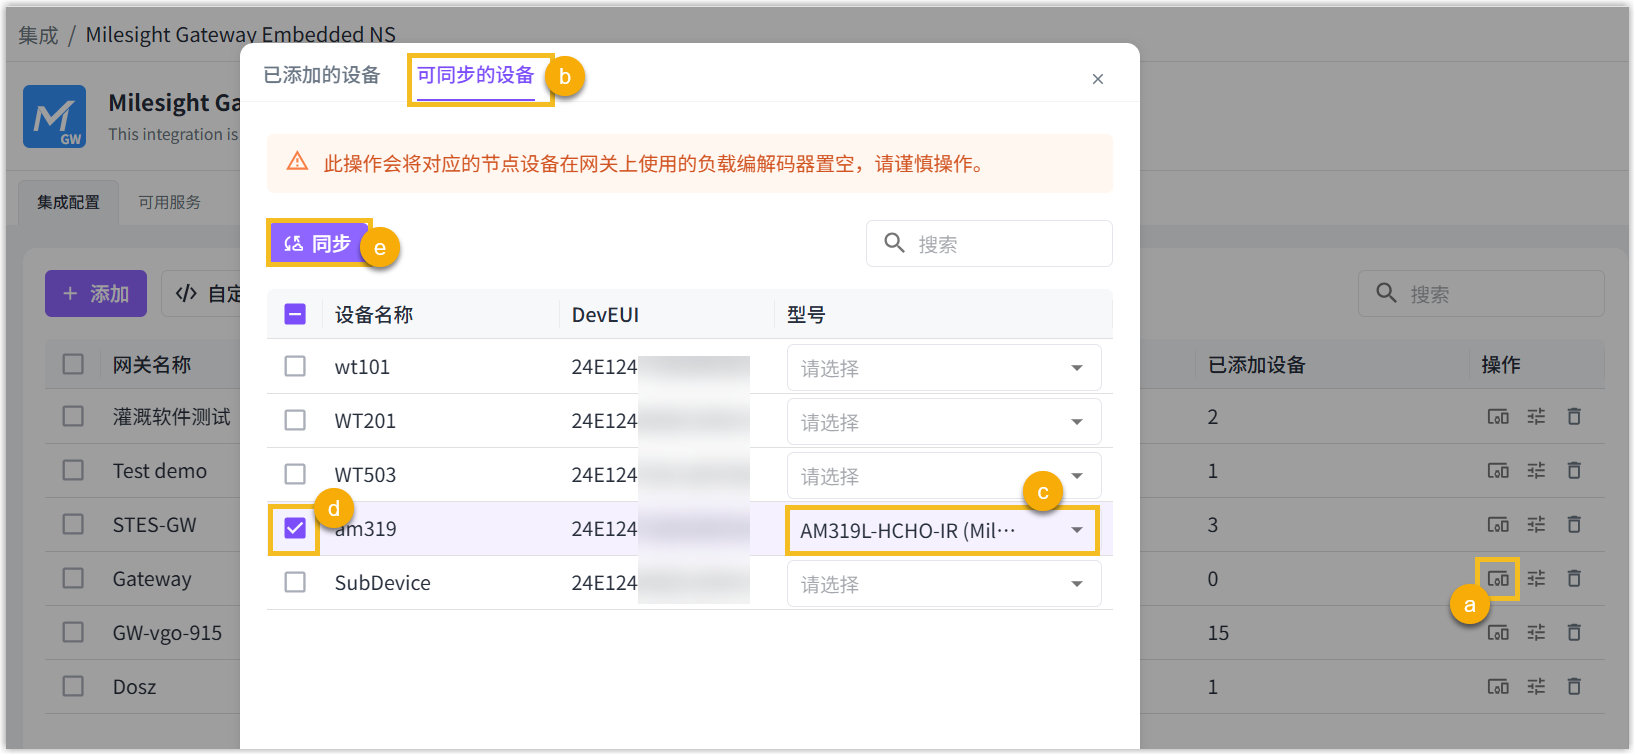 集成 / Milesight Gateway Embedded NS
已添加的设备 可同步的设备 b ×
M GW
Milesight Ga
This integration is
此操作会将对应的节点设备在网关上使用的负载编解码器置空，请谨慎操作。
集成配置 可用服务
同步 e 搜索
+ 添加 </> 自定 搜索
设备名称 DevEUI 型号
网关名称 已添加设备 操作
wt101 24E124 请选择
灌溉软件测试 2
WT201 24E124 请选择
Test demo 1
WT503 24E124 请选择
c
d
STES-GW 3
am319 24E124 AM319L-HCHO-IR (Mil···
Gateway 0
SubDevice 24E124 请选择
a
GW-vgo-915 15
Dosz 1